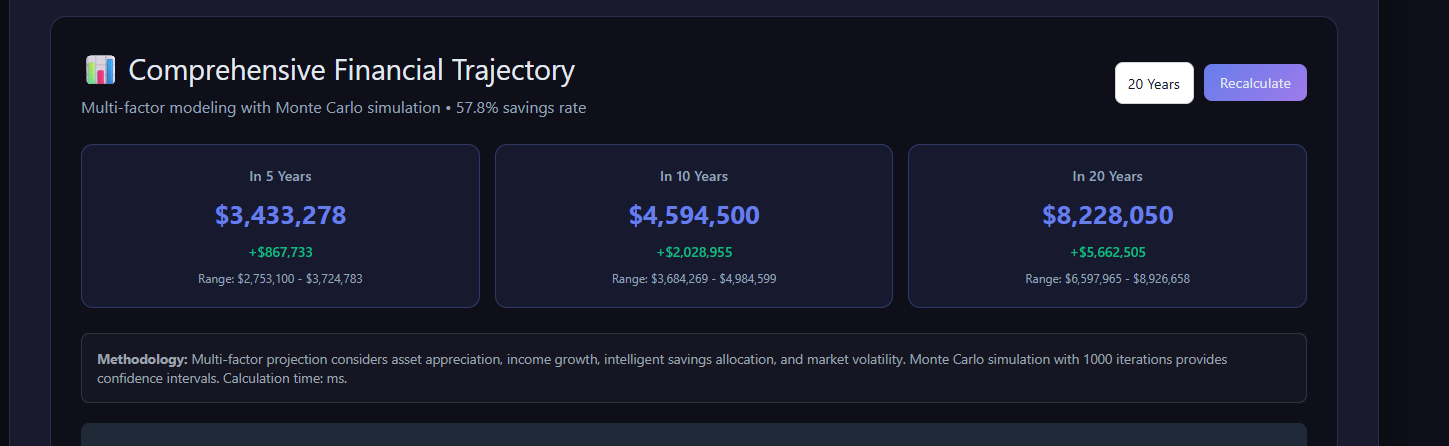 Comprehensive Financial Trajectory
Multi-factor modeling with Monte Carlo simulation • 57.8% savings rate
20 Years
Recalculate
In 5 Years
$3,433,278
+$867,733
Range: $2,753,100 - $3,724,783
In 10 Years
$4,594,500
+$2,028,955
Range: $3,684,269 - $4,984,599
In 20 Years
$8,228,050
+$5,662,505
Range: $6,597,965 - $8,926,658
Methodology: Multi-factor projection considers asset appreciation, income growth, intelligent savings allocation, and market volatility. Monte Carlo simulation with 1000 iterations provides
confidence intervals. Calculation time: ms.